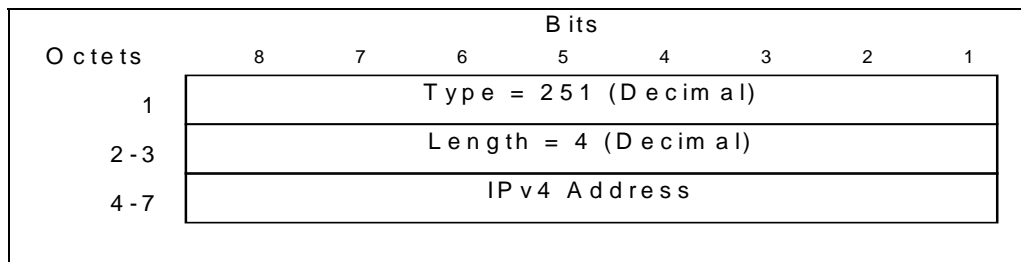 Bits
Octets 8 7 6 5 4 3 2 1
1 Type = 251 (Decimal)
2-3 Length = 4 (Decimal)
4-7 IPv4 Address